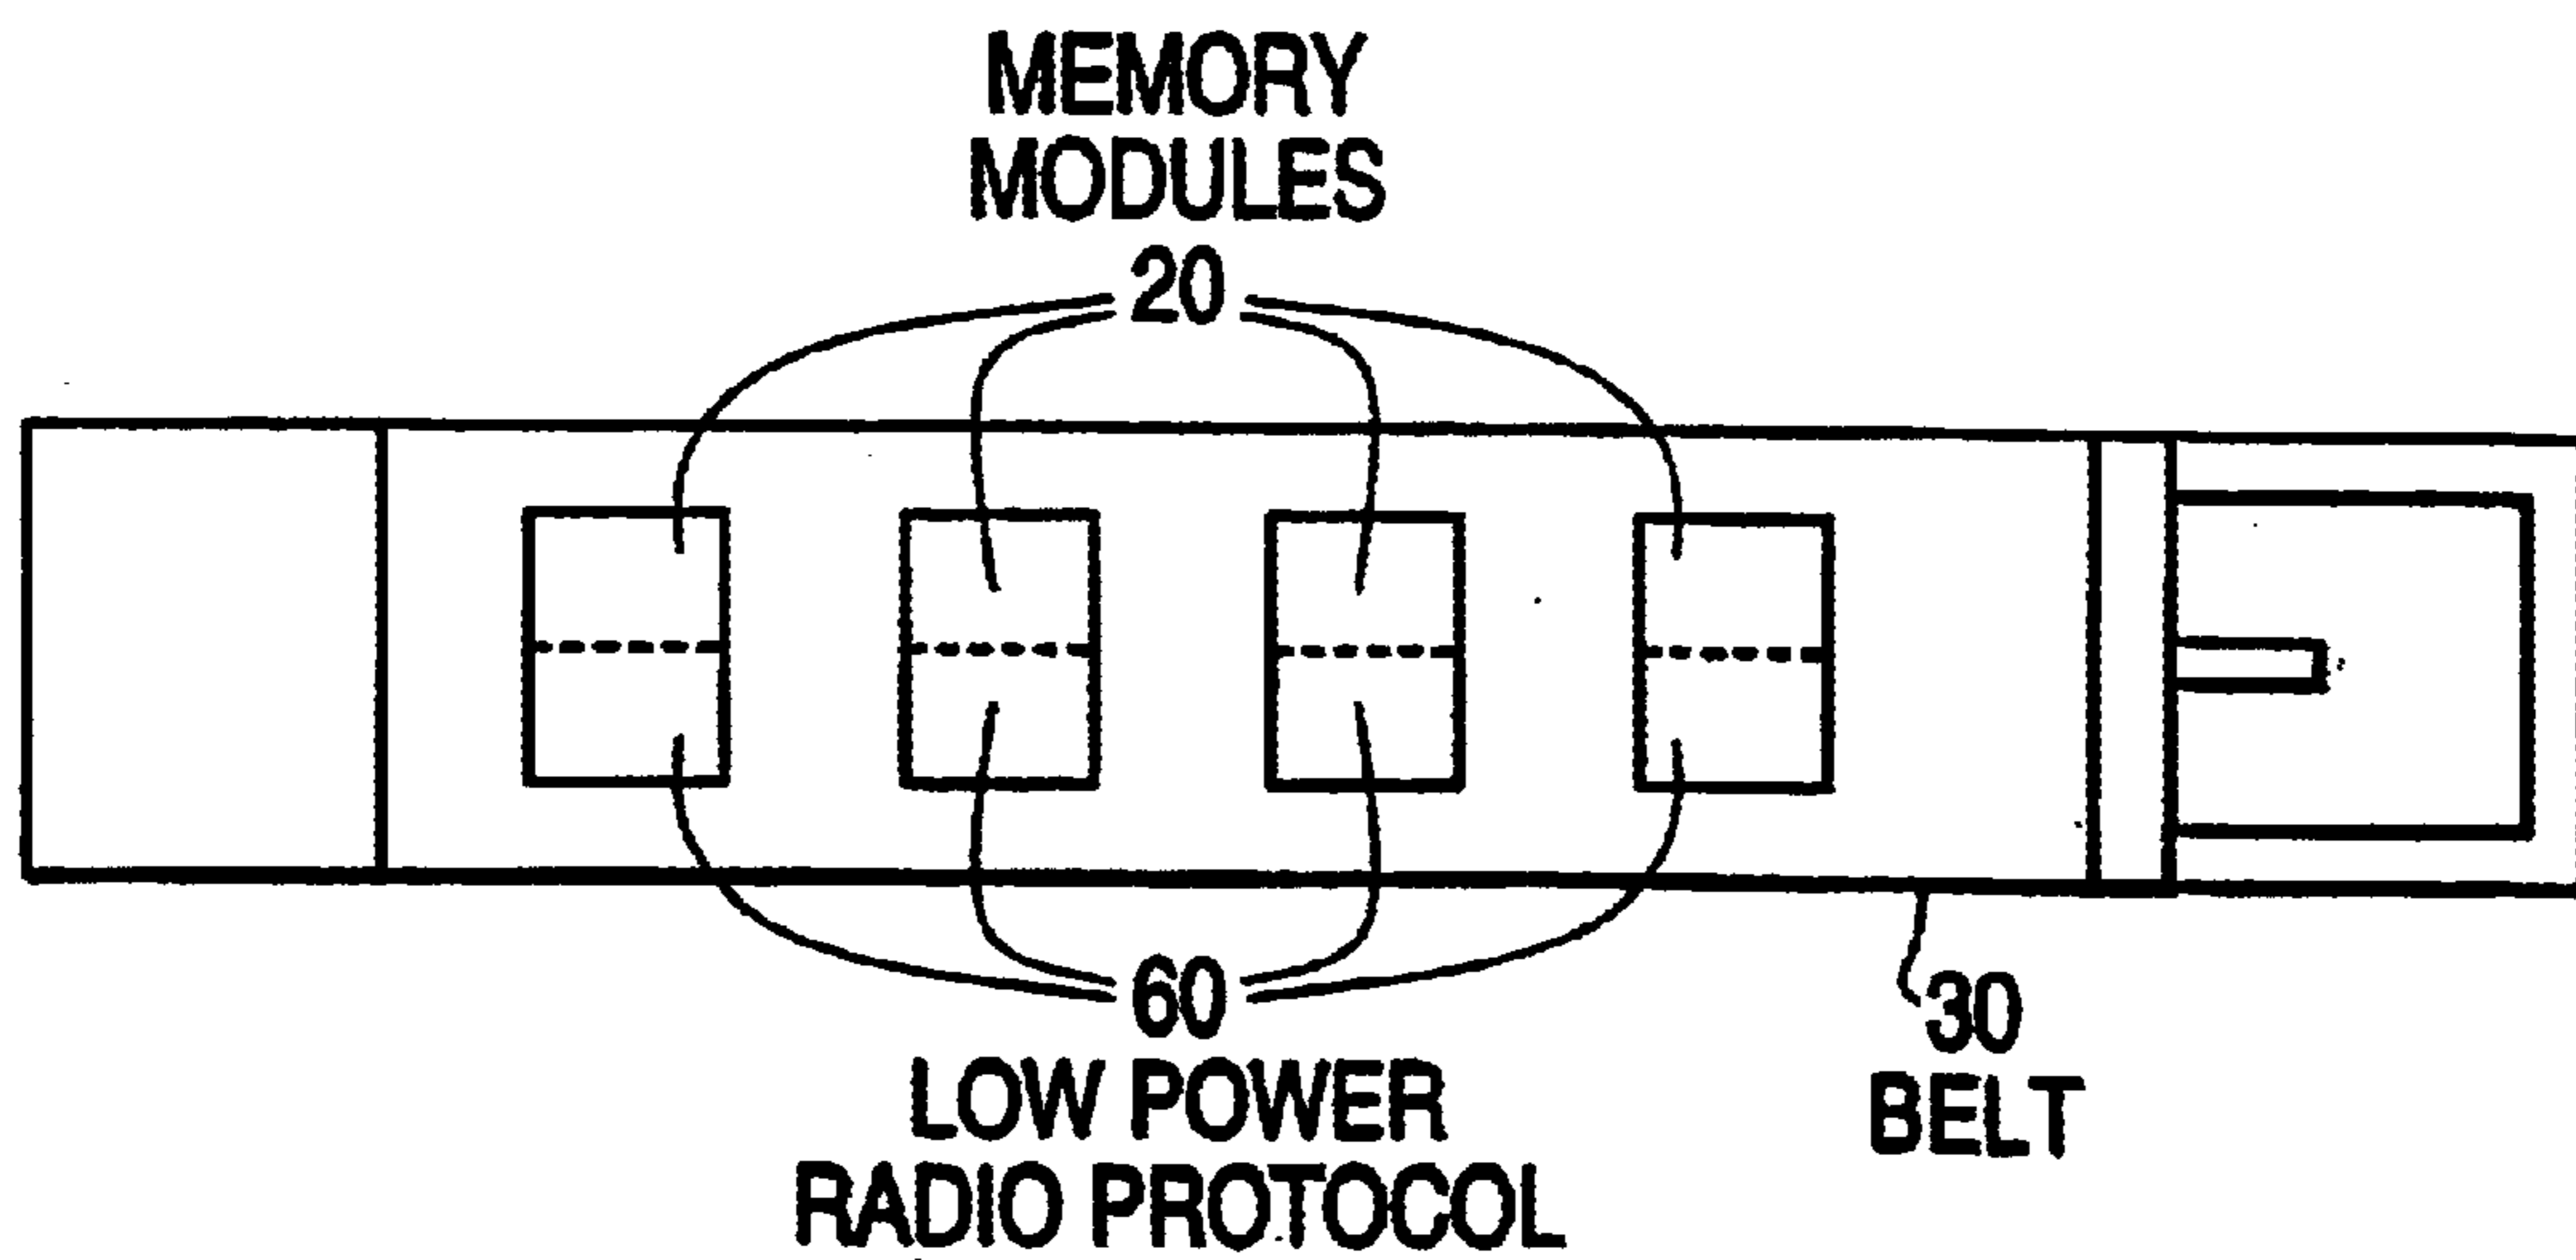 MEMORY
MODULES
20
60
LOW POWER
RADIO PROTOCOL
30
BELT